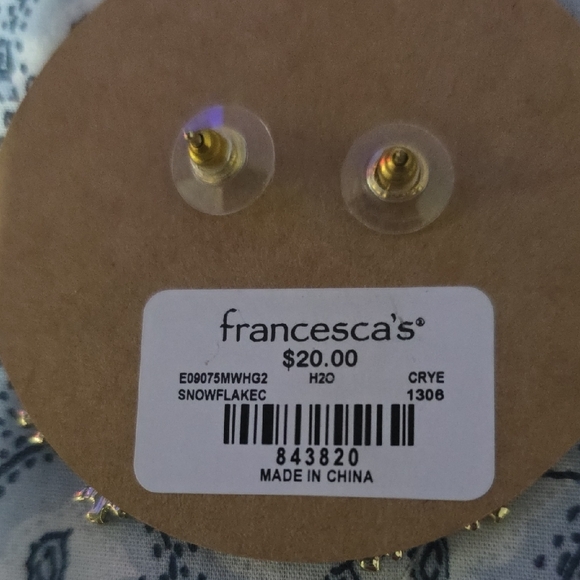 francesca's®
$20.00
E09075MWHG2 H2O CRYE
SNOWFLAKEC 1306
843820
MADE IN CHINA